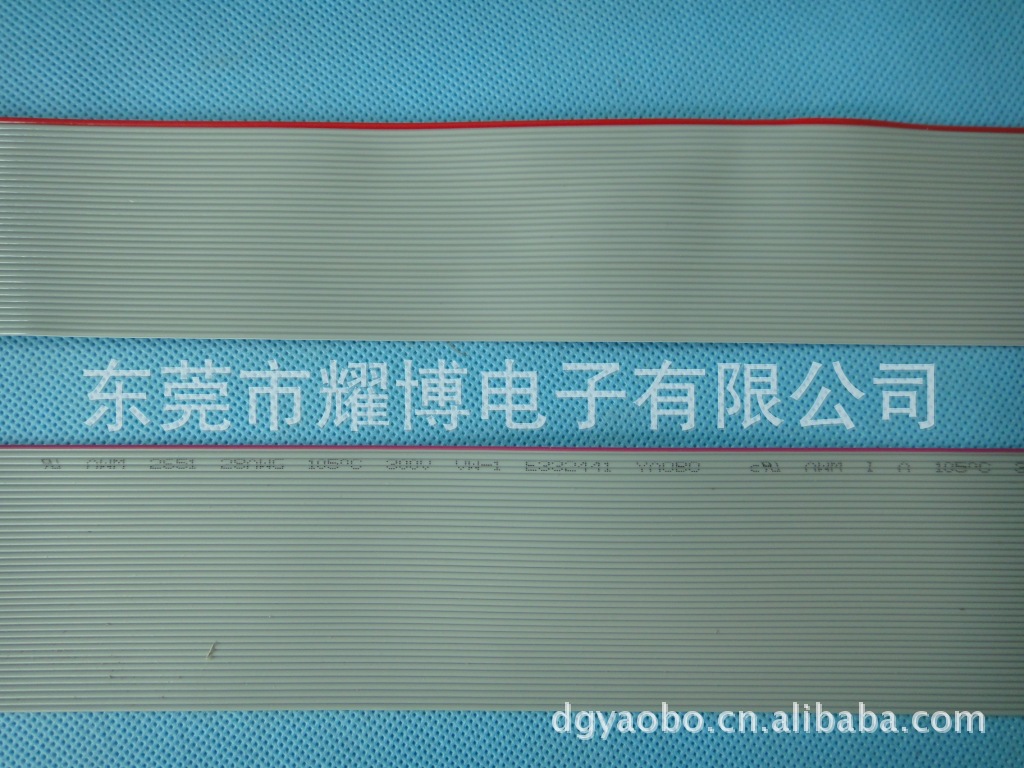 东莞市耀博电子有限公司
AWM 2651 28AWG 105°C 300V VW-1 E332441 YAOBO AWM I A 105°C 3
dgyaobo.cn.alibaba.com